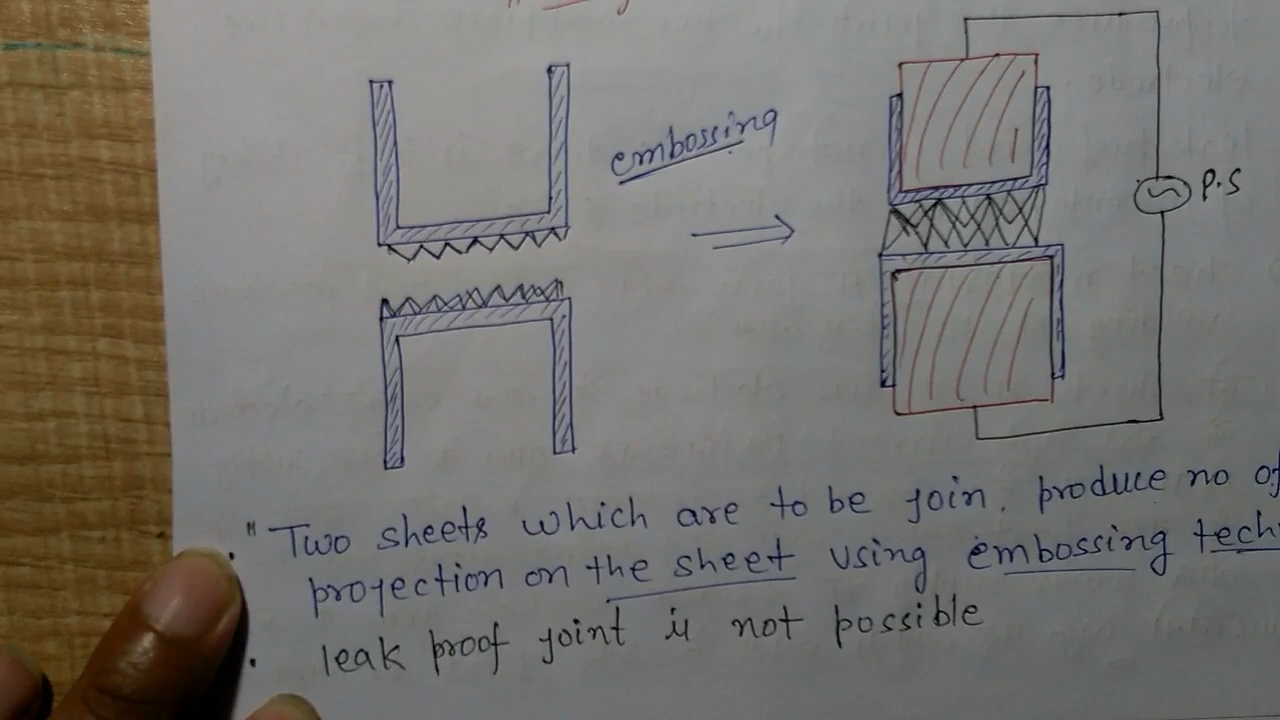 embossing
P.S
"Two sheets which are to be join. produce no of
projection on the sheet using embossing tech
leak proof joint is not possible